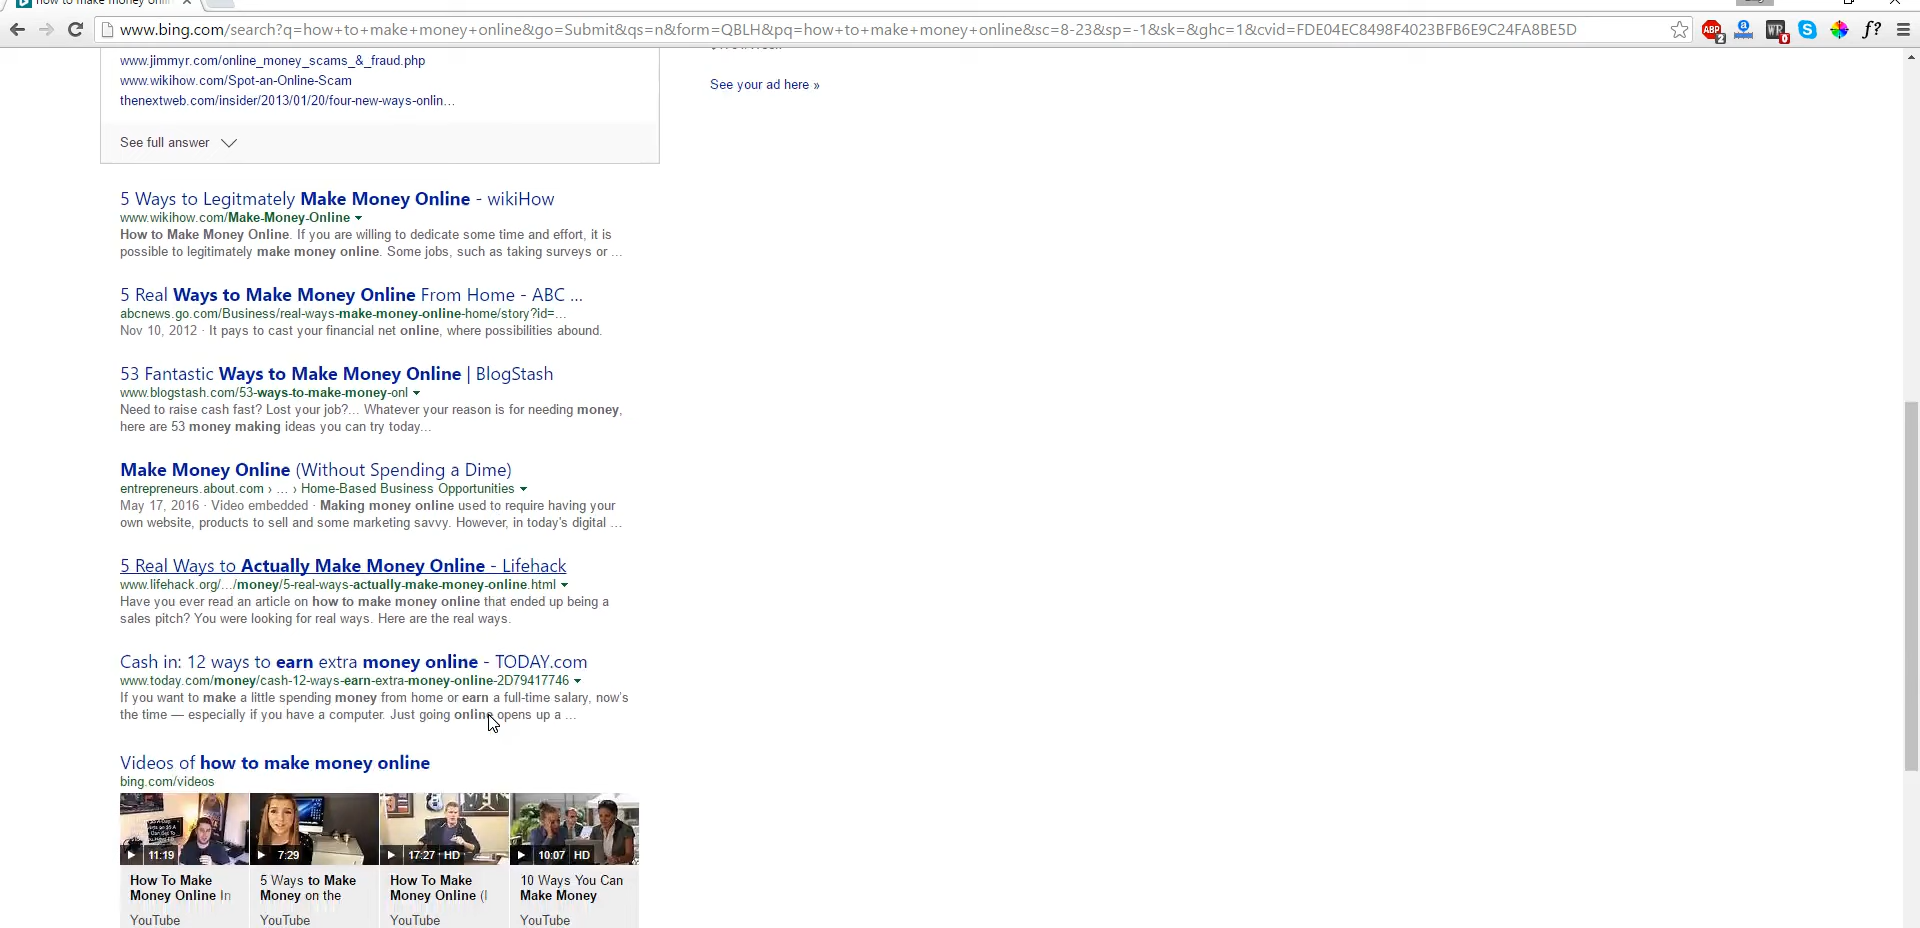 how to make money onlin
www.bing.com/search?q=how+to+make+money+online&go=Submit&qs=n&form=QBLH&pq=how+to+make+money+online&sc=8-23&sp=-1&sk=&ghc=1&cvid=FDE04EC8498F4023BFB6E9C24FA8BE5D
ABP 2 a WR 0 S f?
www.jimmyr.com/online_money_scams_&_fraud.php
www.wikihow.com/Spot-an-Online-Scam
thenextweb.com/insider/2013/01/20/four-new-ways-onlin...
See your ad here »
See full answer
5 Ways to Legitmately Make Money Online - wikiHow
www.wikihow.com/Make-Money-Online
How to Make Money Online. If you are willing to dedicate some time and effort, it is
possible to legitimately make money online. Some jobs, such as taking surveys or ...
5 Real Ways to Make Money Online From Home - ABC ...
abcnews.go.com/Business/real-ways-make-money-online-home/story?id=...
Nov 10, 2012 · It pays to cast your financial net online, where possibilities abound.
53 Fantastic Ways to Make Money Online | BlogStash
www.blogstash.com/53-ways-to-make-money-onl
Need to raise cash fast? Lost your job?... Whatever your reason is for needing money,
here are 53 money making ideas you can try today...
Make Money Online (Without Spending a Dime)
entrepreneurs.about.com › ... › Home-Based Business Opportunities
May 17, 2016 · Video embedded · Making money online used to require having your
own website, products to sell and some marketing savvy. However, in today's digital ...
5 Real Ways to Actually Make Money Online - Lifehack
www.lifehack.org/.../money/5-real-ways-actually-make-money-online.html
Have you ever read an article on how to make money online that ended up being a
sales pitch? You were looking for real ways. Here are the real ways.
Cash in: 12 ways to earn extra money online - TODAY.com
www.today.com/money/cash-12-ways-earn-extra-money-online-2D79417746
If you want to make a little spending money from home or earn a full-time salary, now's
the time — especially if you have a computer. Just going online opens up a ...
Videos of how to make money online
bing.com/videos
11:19 7:29 17:27 HD 10:07 HD
How To Make
Money Online In
YouTube
5 Ways to Make
Money on the
YouTube
How To Make
Money Online (I
YouTube
10 Ways You Can
Make Money
YouTube